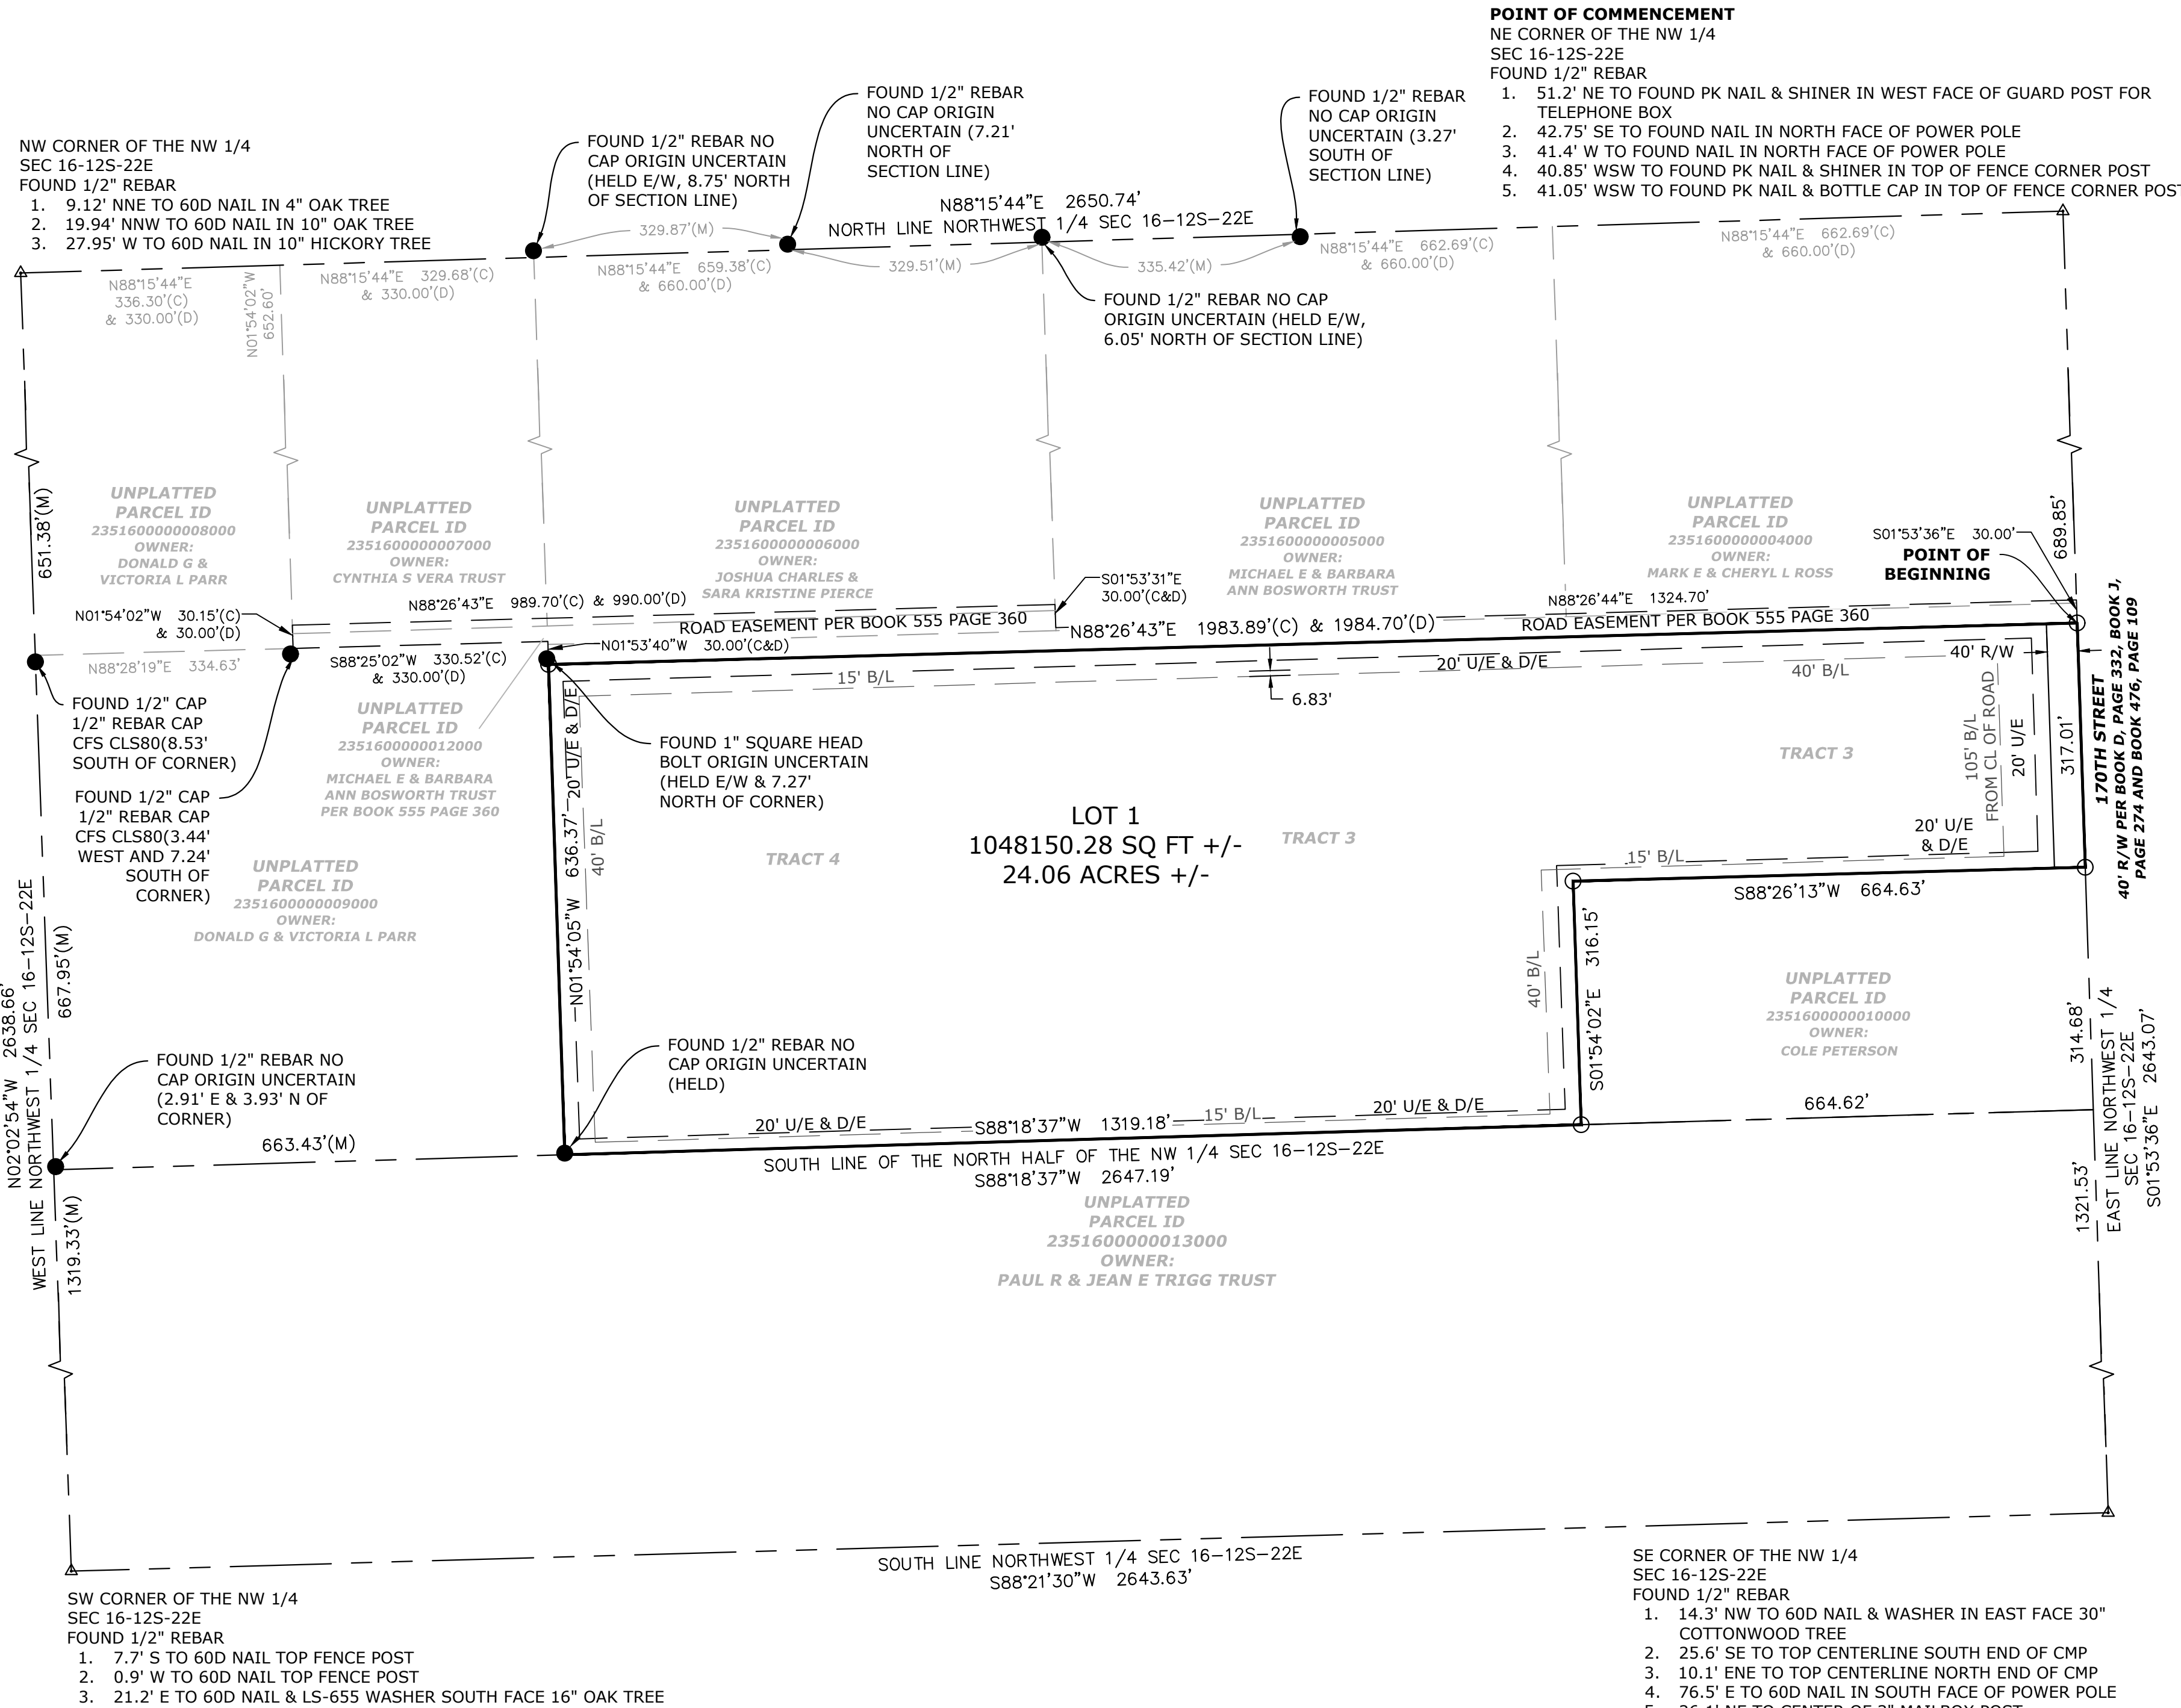 POINT OF COMMENCEMENT
NE CORNER OF THE NW 1/4
SEC 16-12S-22E
FOUND 1/2" REBAR
1. 51.2' NE TO FOUND PK NAIL & SHINER IN WEST FACE OF GUARD POST FOR
TELEPHONE BOX
2. 42.75' SE TO FOUND NAIL IN NORTH FACE OF POWER POLE
3. 41.4' W TO FOUND NAIL IN NORTH FACE OF POWER POLE
4. 40.85' WSW TO FOUND PK NAIL & SHINER IN TOP OF FENCE CORNER POST
5. 41.05' WSW TO FOUND PK NAIL & BOTTLE CAP IN TOP OF FENCE CORNER POST
NW CORNER OF THE NW 1/4
SEC 16-12S-22E
FOUND 1/2" REBAR
1. 9.12' NNE TO 60D NAIL IN 4" OAK TREE
2. 19.94' NNW TO 60D NAIL IN 10" OAK TREE
3. 27.95' W TO 60D NAIL IN 10" HICKORY TREE
FOUND 1/2" REBAR NO
CAP ORIGIN UNCERTAIN
(HELD E/W, 8.75' NORTH
OF SECTION LINE)
FOUND 1/2" REBAR
NO CAP ORIGIN
UNCERTAIN (7.21'
NORTH OF
SECTION LINE)
FOUND 1/2" REBAR
NO CAP ORIGIN
UNCERTAIN (3.27'
SOUTH OF
SECTION LINE)
N88°15'44"E 2650.74'
NORTH LINE NORTHWEST 1/4 SEC 16-12S-22E
329.87'(M)
329.51'(M)
335.42'(M)
N88°15'44"E
336.30'(C)
& 330.00'(D)
N01°54'02"W
652.60'
N88°15'44"E 329.68'(C)
& 330.00'(D)
N88°15'44"E 659.38'(C)
& 660.00'(D)
N88°15'44"E 662.69'(C)
& 660.00'(D)
N88°15'44"E 662.69'(C)
& 660.00'(D)
FOUND 1/2" REBAR NO CAP
ORIGIN UNCERTAIN (HELD E/W,
6.05' NORTH OF SECTION LINE)
651.38'(M)
UNPLATTED
PARCEL ID
2351600000008000
OWNER:
DONALD G &
VICTORIA L PARR
UNPLATTED
PARCEL ID
2351600000007000
OWNER:
CYNTHIA S VERA TRUST
UNPLATTED
PARCEL ID
2351600000006000
OWNER:
JOSHUA CHARLES &
SARA KRISTINE PIERCE
UNPLATTED
PARCEL ID
2351600000005000
OWNER:
MICHAEL E & BARBARA
ANN BOSWORTH TRUST
UNPLATTED
PARCEL ID
2351600000004000
OWNER:
MARK E & CHERYL L ROSS
689.85'
S01°53'36"E 30.00'
POINT OF
BEGINNING
N01°54'02"W 30.15'(C)
& 30.00'(D)
N88°26'43"E 989.70'(C) & 990.00'(D)
S01°53'31"E
30.00'(C&D)
N88°26'44"E 1324.70'
ROAD EASEMENT PER BOOK 555 PAGE 360
N88°26'43"E 1983.89'(C) & 1984.70'(D)
ROAD EASEMENT PER BOOK 555 PAGE 360
N88°28'19"E 334.63'
S88°25'02"W 330.52'(C)
& 330.00'(D)
N01°53'40"W 30.00'(C&D)
15' B/L
20' U/E & D/E
40' B/L
40' R/W
6.83'
FOUND 1/2" CAP
1/2" REBAR CAP
CFS CLS80(8.53'
SOUTH OF CORNER)
FOUND 1/2" CAP
1/2" REBAR CAP
CFS CLS80(3.44'
WEST AND 7.24'
SOUTH OF
CORNER)
UNPLATTED
PARCEL ID
2351600000012000
OWNER:
MICHAEL E & BARBARA
ANN BOSWORTH TRUST
PER BOOK 555 PAGE 360
UNPLATTED
PARCEL ID
2351600000009000
OWNER:
DONALD G & VICTORIA L PARR
FOUND 1" SQUARE HEAD
BOLT ORIGIN UNCERTAIN
(HELD E/W & 7.27'
NORTH OF CORNER)
N01°54'05"W 636.37'
20' U/E & D/E
40' B/L
TRACT 4
LOT 1
1048150.28 SQ FT +/-
24.06 ACRES +/-
TRACT 3
TRACT 3
105' B/L
FROM CL OF ROAD
20' U/E
317.01'
170TH STREET
40' R/W PER BOOK D, PAGE 332, BOOK J,
PAGE 274 AND BOOK 476, PAGE 109
20' U/E
& D/E
15' B/L
S88°26'13"W 664.63'
40' B/L
S01°54'02"E 316.15'
UNPLATTED
PARCEL ID
2351600000010000
OWNER:
COLE PETERSON
314.68'
664.62'
N02°02'54"W 2638.66'
WEST LINE NORTHWEST 1/4 SEC 16-12S-22E
667.95'(M)
1319.33'(M)
FOUND 1/2" REBAR NO
CAP ORIGIN UNCERTAIN
(2.91' E & 3.93' N OF
CORNER)
663.43'(M)
FOUND 1/2" REBAR NO
CAP ORIGIN UNCERTAIN
(HELD)
20' U/E & D/E
S88°18'37"W 1319.18'
15' B/L
20' U/E & D/E
SOUTH LINE OF THE NORTH HALF OF THE NW 1/4 SEC 16-12S-22E
S88°18'37"W 2647.19'
UNPLATTED
PARCEL ID
2351600000013000
OWNER:
PAUL R & JEAN E TRIGG TRUST
1321.53'
EAST LINE NORTHWEST 1/4
SEC 16-12S-22E
S01°53'36"E 2643.07'
SOUTH LINE NORTHWEST 1/4 SEC 16-12S-22E
S88°21'30"W 2643.63'
SW CORNER OF THE NW 1/4
SEC 16-12S-22E
FOUND 1/2" REBAR
1. 7.7' S TO 60D NAIL TOP FENCE POST
2. 0.9' W TO 60D NAIL TOP FENCE POST
3. 21.2' E TO 60D NAIL & LS-655 WASHER SOUTH FACE 16" OAK TREE
SE CORNER OF THE NW 1/4
SEC 16-12S-22E
FOUND 1/2" REBAR
1. 14.3' NW TO 60D NAIL & WASHER IN EAST FACE 30"
COTTONWOOD TREE
2. 25.6' SE TO TOP CENTERLINE SOUTH END OF CMP
3. 10.1' ENE TO TOP CENTERLINE NORTH END OF CMP
4. 76.5' E TO 60D NAIL IN SOUTH FACE OF POWER POLE